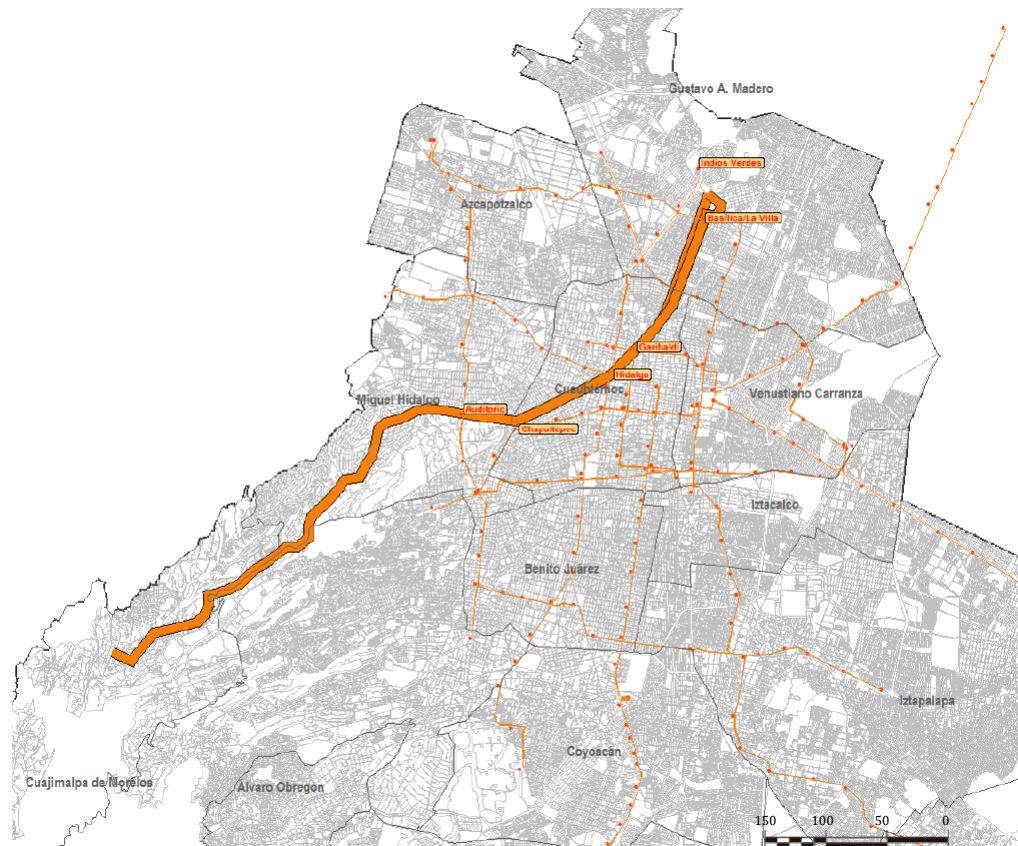 Gustavo A. Madero
Indios Verdes
Azcapotzalco
Basílica/La Villa
Garibaldi
Hidalgo
Cuauhtémoc
Miguel Hidalgo
Venustiano Carranza
Auditorio
Chapultepec
Iztacalco
Benito Juárez
Iztapalapa
Coyoacán
Cuajimalpa de Morelos
Alvaro Obregón
150 100 50 0